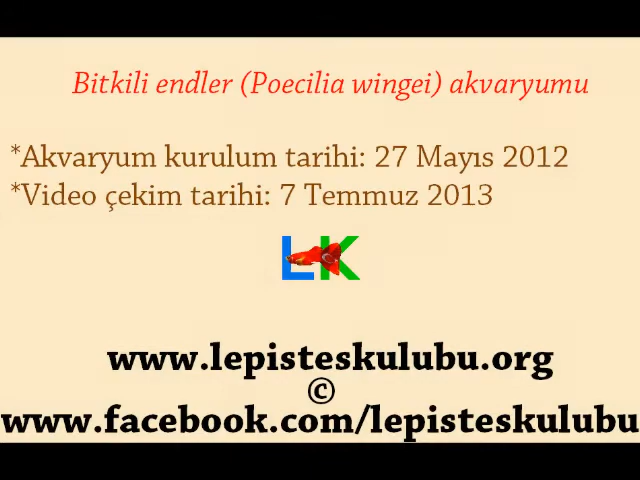 Bitkili endler (Poecilia wingei) akvaryumu
*Akvaryum kurulum tarihi: 27 Mayıs 2012
*Video çekim tarihi: 7 Temmuz 2013
LK
www.lepisteskulubu.org
©
www.facebook.com/lepisteskulubu